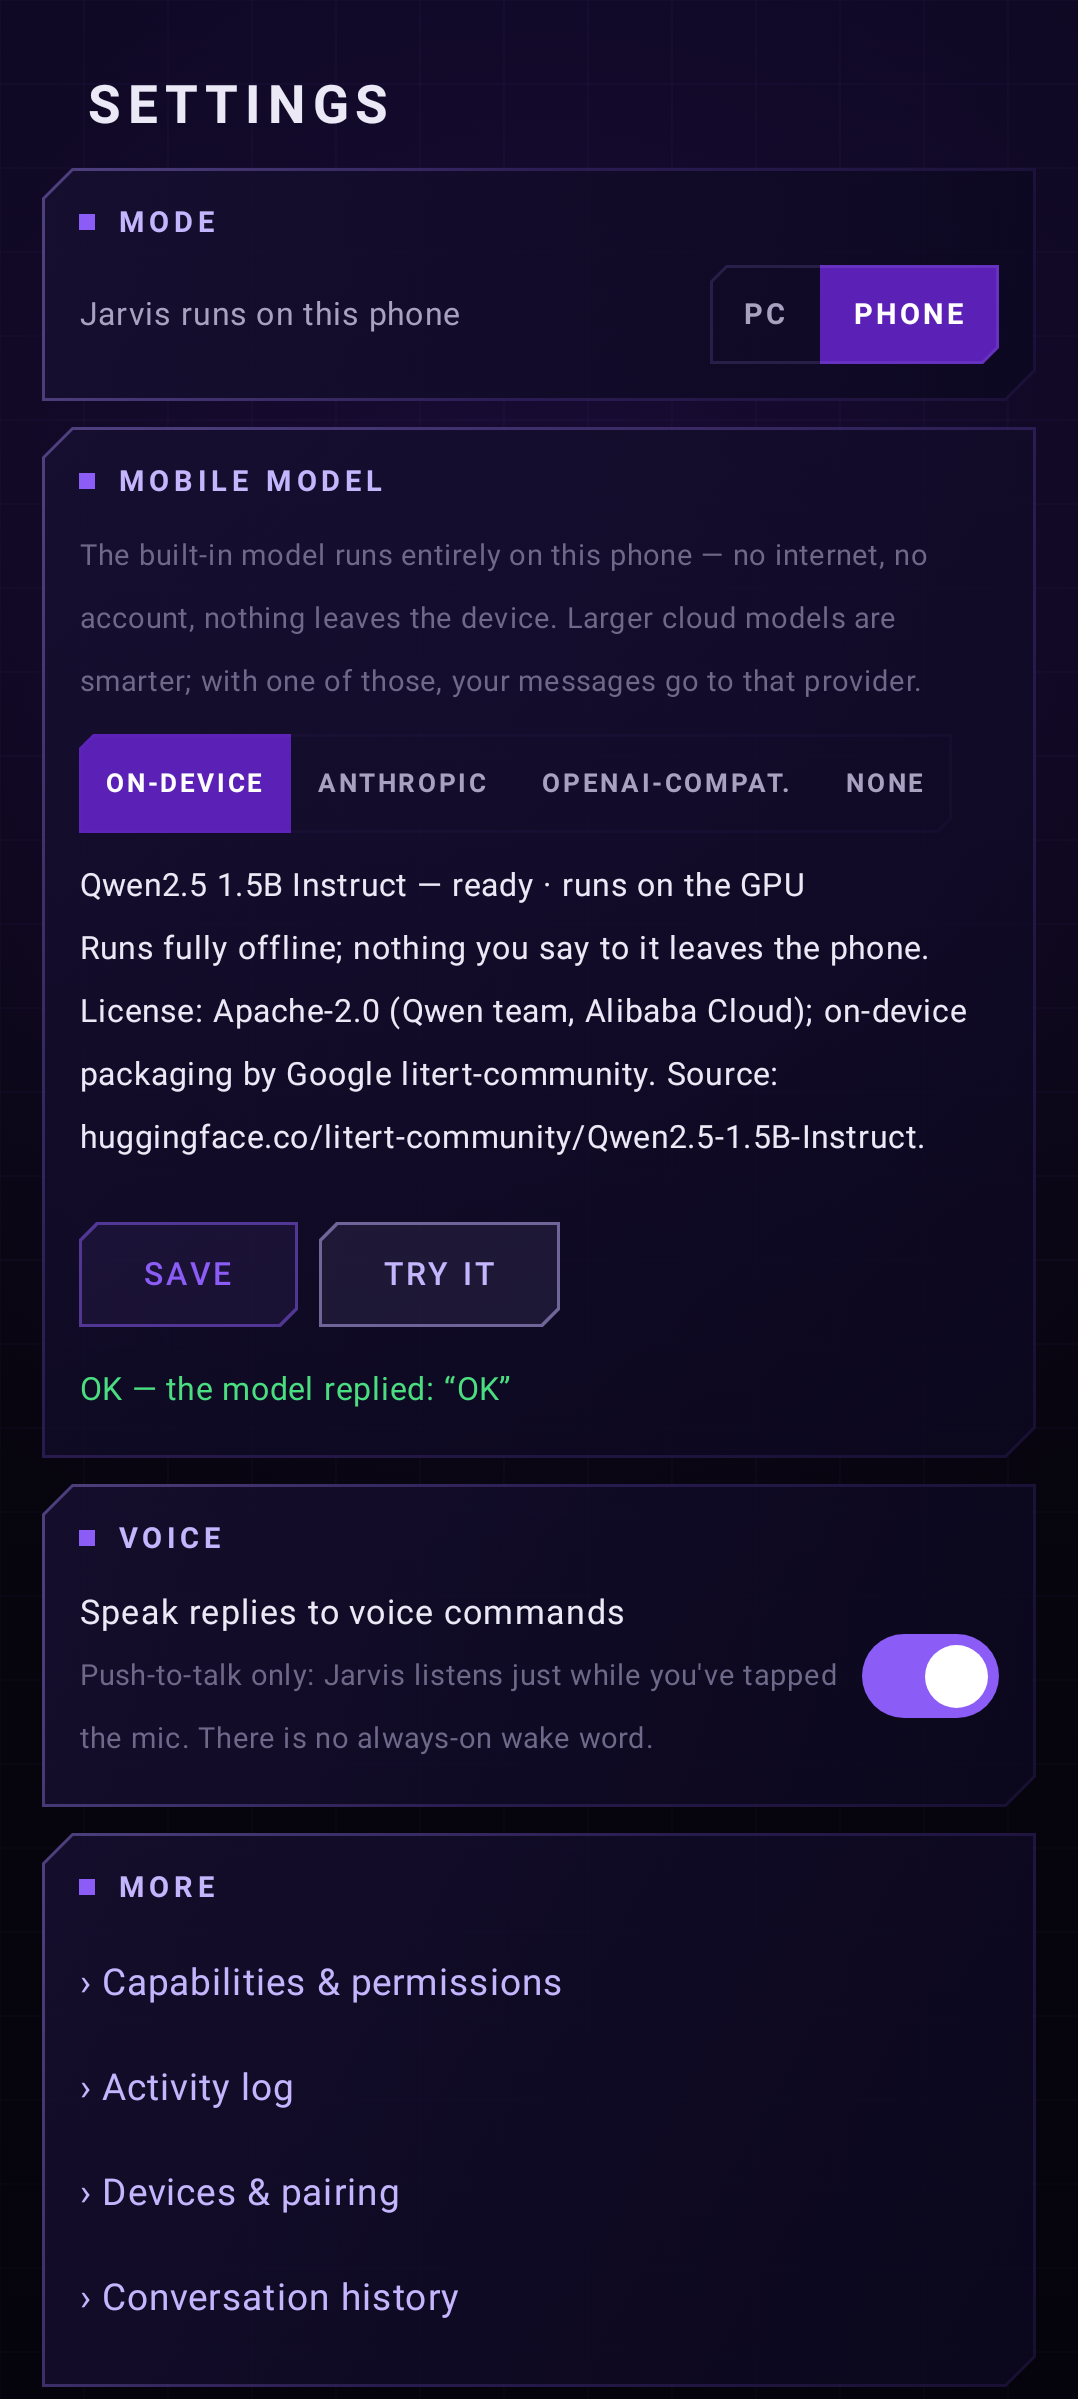 SETTINGS
MODE
Jarvis runs on this phone
PC
PHONE
MOBILE MODEL
The built-in model runs entirely on this phone — no internet, no
account, nothing leaves the device. Larger cloud models are
smarter; with one of those, your messages go to that provider.
ON-DEVICE
ANTHROPIC
OPENAI-COMPAT.
NONE
Qwen2.5 1.5B Instruct — ready · runs on the GPU
Runs fully offline; nothing you say to it leaves the phone.
License: Apache-2.0 (Qwen team, Alibaba Cloud); on-device
packaging by Google litert-community. Source:
huggingface.co/litert-community/Qwen2.5-1.5B-Instruct.
SAVE
TRY IT
OK — the model replied: “OK”
VOICE
Speak replies to voice commands
Push-to-talk only: Jarvis listens just while you've tapped
the mic. There is no always-on wake word.
MORE
› Capabilities & permissions
› Activity log
› Devices & pairing
› Conversation history